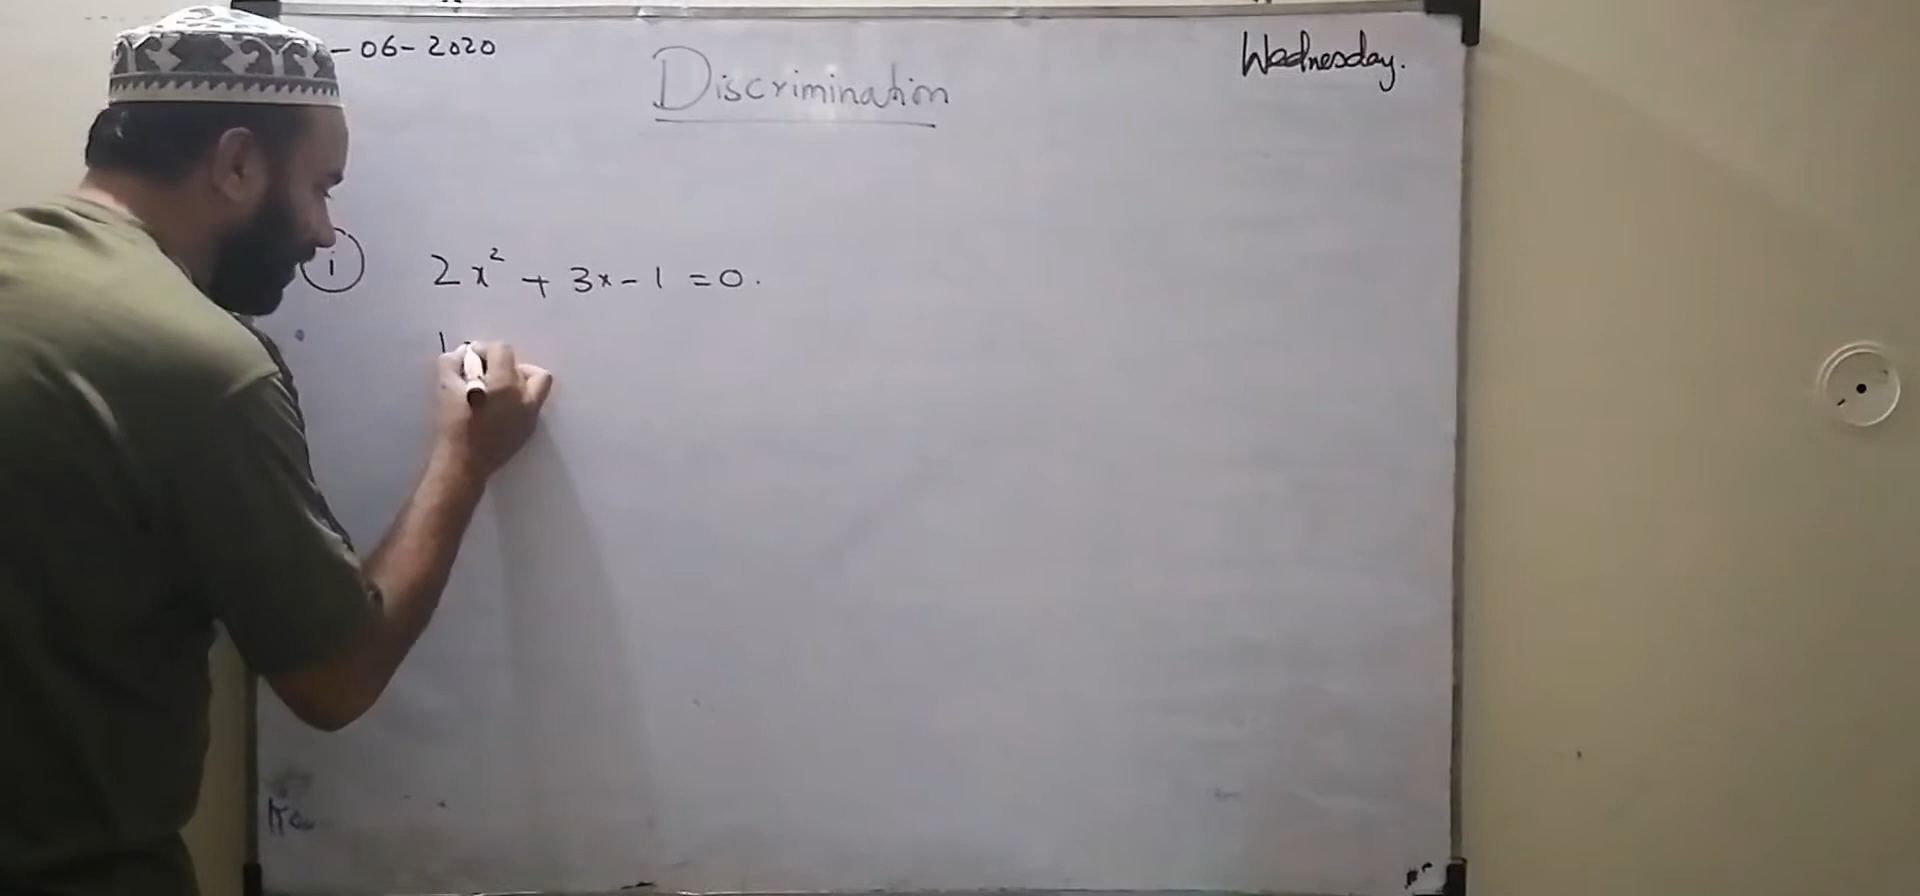 -06-2020
Discrimination
Wednesday.
i 2x² + 3x - 1 = 0.